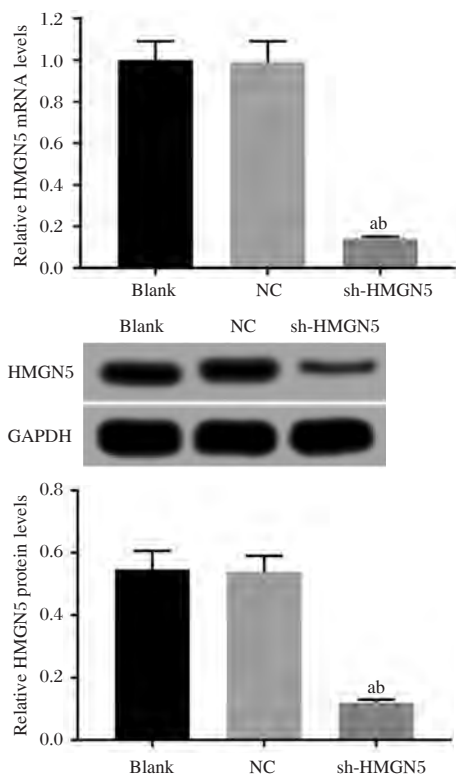 Relative HMGN5 mRNA levels
1.2
1.0
0.8
0.6
0.4
0.2
0.0
ab
Blank NC sh-HMGN5
Blank NC sh-HMGN5
HMGN5
GAPDH
Relative HMGN5 protein levels
0.8
0.6
0.4
0.2
0.0
ab
Blank NC sh-HMGN5